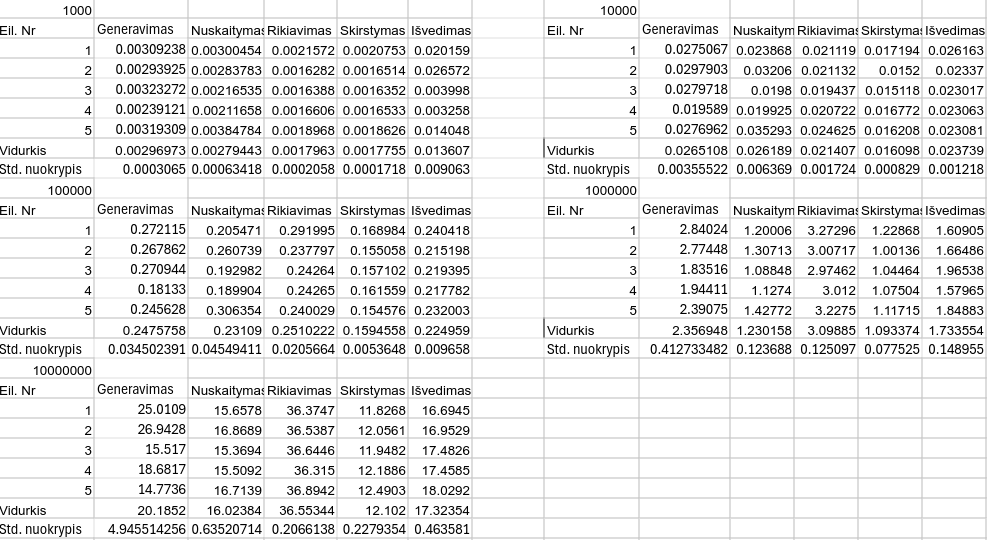 1000 10000
Eil. Nr Generavimas Nuskaitymas Rikiavimas Skirstymas Išvedimas Eil. Nr Generavimas Nuskaitym Rikiavimas Skirstymas Išvedimas
1 0.00309238 0.00300454 0.0021572 0.0020753 0.020159 1 0.0275067 0.023868 0.021119 0.017194 0.026163
2 0.00293925 0.00283783 0.0016282 0.0016514 0.026572 2 0.0297903 0.03206 0.021132 0.0152 0.02337
3 0.00323272 0.00216535 0.0016388 0.0016352 0.003998 3 0.0279718 0.0198 0.019437 0.015118 0.023017
4 0.00239121 0.00211658 0.0016606 0.0016533 0.003258 4 0.019589 0.019925 0.020722 0.016772 0.023063
5 0.00319309 0.00384784 0.0018968 0.0018626 0.014048 5 0.0276962 0.035293 0.024625 0.016208 0.023081
Vidurkis 0.00296973 0.00279443 0.0017963 0.0017755 0.013607 Vidurkis 0.0265108 0.026189 0.021407 0.016098 0.023739
Std. nuokrypis 0.0003065 0.00063418 0.0002058 0.0001718 0.009063 Std. nuokrypis 0.00355522 0.006369 0.001724 0.000829 0.001218
100000 1000000
Eil. Nr Generavimas Nuskaitymas Rikiavimas Skirstymas Išvedimas Eil. Nr Generavimas Nuskaitym Rikiavimas Skirstymas Išvedimas
1 0.272115 0.205471 0.291995 0.168984 0.240418 1 2.84024 1.20006 3.27296 1.22868 1.60905
2 0.267862 0.260739 0.237797 0.155058 0.215198 2 2.77448 1.30713 3.00717 1.00136 1.66486
3 0.270944 0.192982 0.24264 0.157102 0.219395 3 1.83516 1.08848 2.97462 1.04464 1.96538
4 0.18133 0.189904 0.24265 0.161559 0.217782 4 1.94411 1.1274 3.012 1.07504 1.57965
5 0.245628 0.306354 0.240029 0.154576 0.232003 5 2.39075 1.42772 3.2275 1.11715 1.84883
Vidurkis 0.2475758 0.23109 0.2510222 0.1594558 0.224959 Vidurkis 2.356948 1.230158 3.09885 1.093374 1.733554
Std. nuokrypis 0.034502391 0.04549411 0.0205664 0.0053648 0.009658 Std. nuokrypis 0.412733482 0.123688 0.125097 0.077525 0.148955
10000000
Eil. Nr Generavimas Nuskaitymas Rikiavimas Skirstymas Išvedimas
1 25.0109 15.6578 36.3747 11.8268 16.6945
2 26.9428 16.8689 36.5387 12.0561 16.9529
3 15.517 15.3694 36.6446 11.9482 17.4826
4 18.6817 15.5092 36.315 12.1886 17.4585
5 14.7736 16.7139 36.8942 12.4903 18.0292
Vidurkis 20.1852 16.02384 36.55344 12.102 17.32354
Std. nuokrypis 4.945514256 0.63520714 0.2066138 0.2279354 0.463581